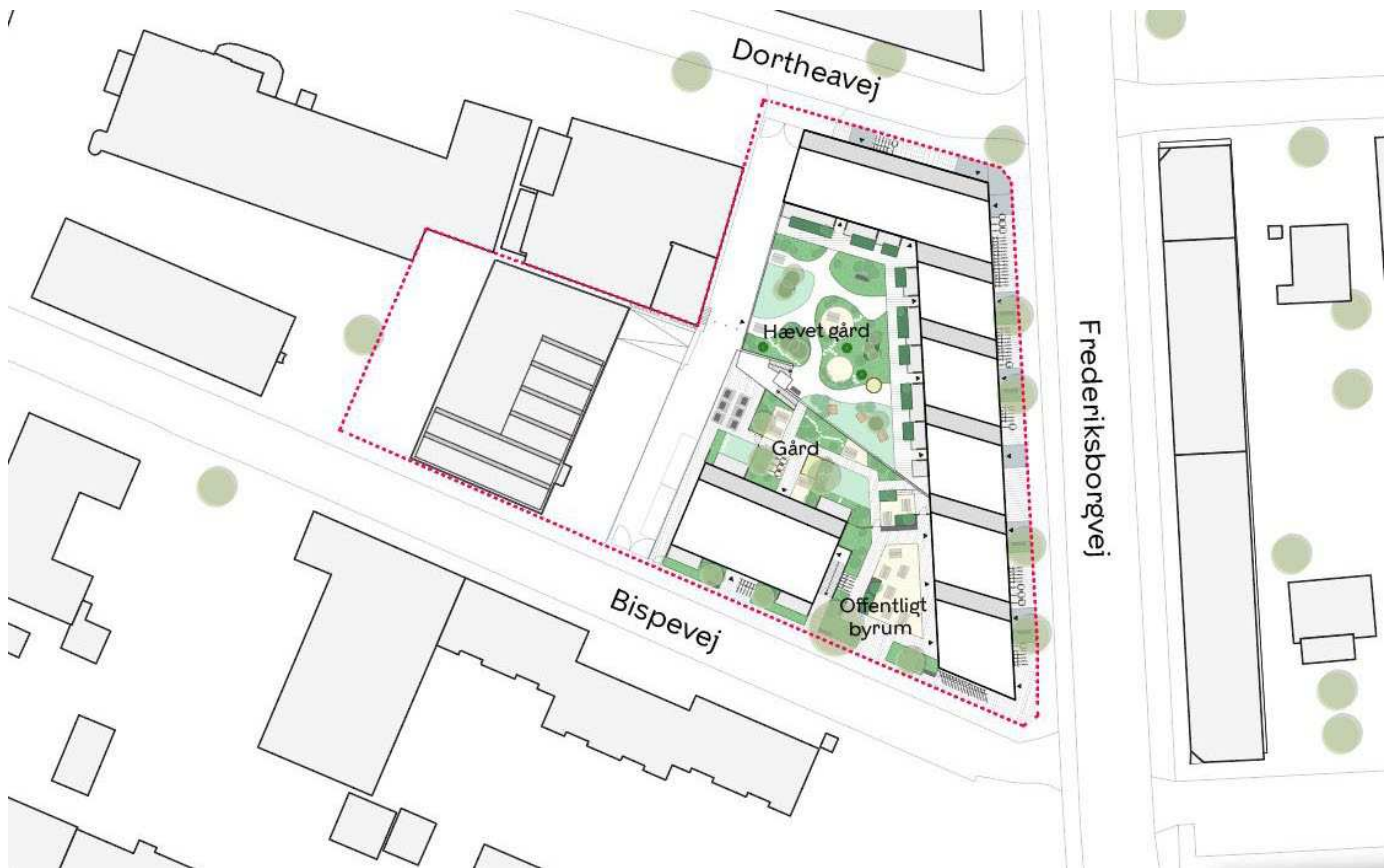 Dortheavej
Hævet gård
Frederiksborgvej
Gård
Offentligt
byrum
Bispevej